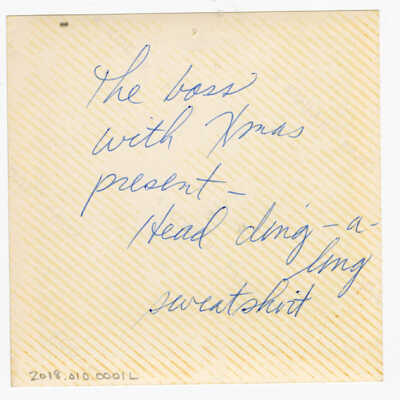 The boss
with Xmas
present-
Head ding-a-
ling
sweatshirt
2018.010.0001L